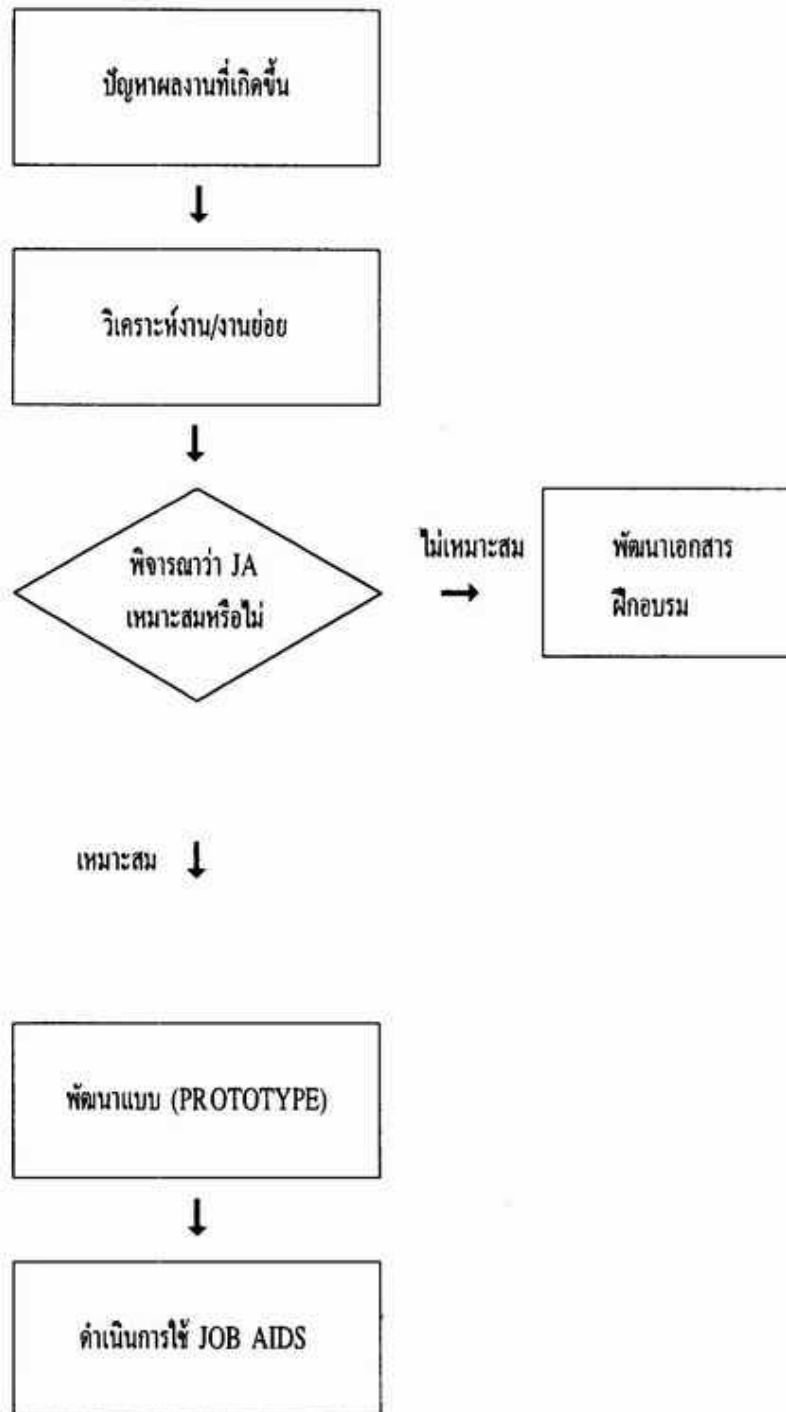 ปัญหาผลงานที่เกิดขึ้น
วิเคราะห์งาน/งานย่อย
พิจารณาว่า JA
เหมาะสมหรือไม่
ไม่เหมาะสม
พัฒนาเอกสาร
ฝึกอบรม
เหมาะสม
พัฒนาแบบ (PROTOTYPE)
ดำเนินการใช้ JOB AIDS